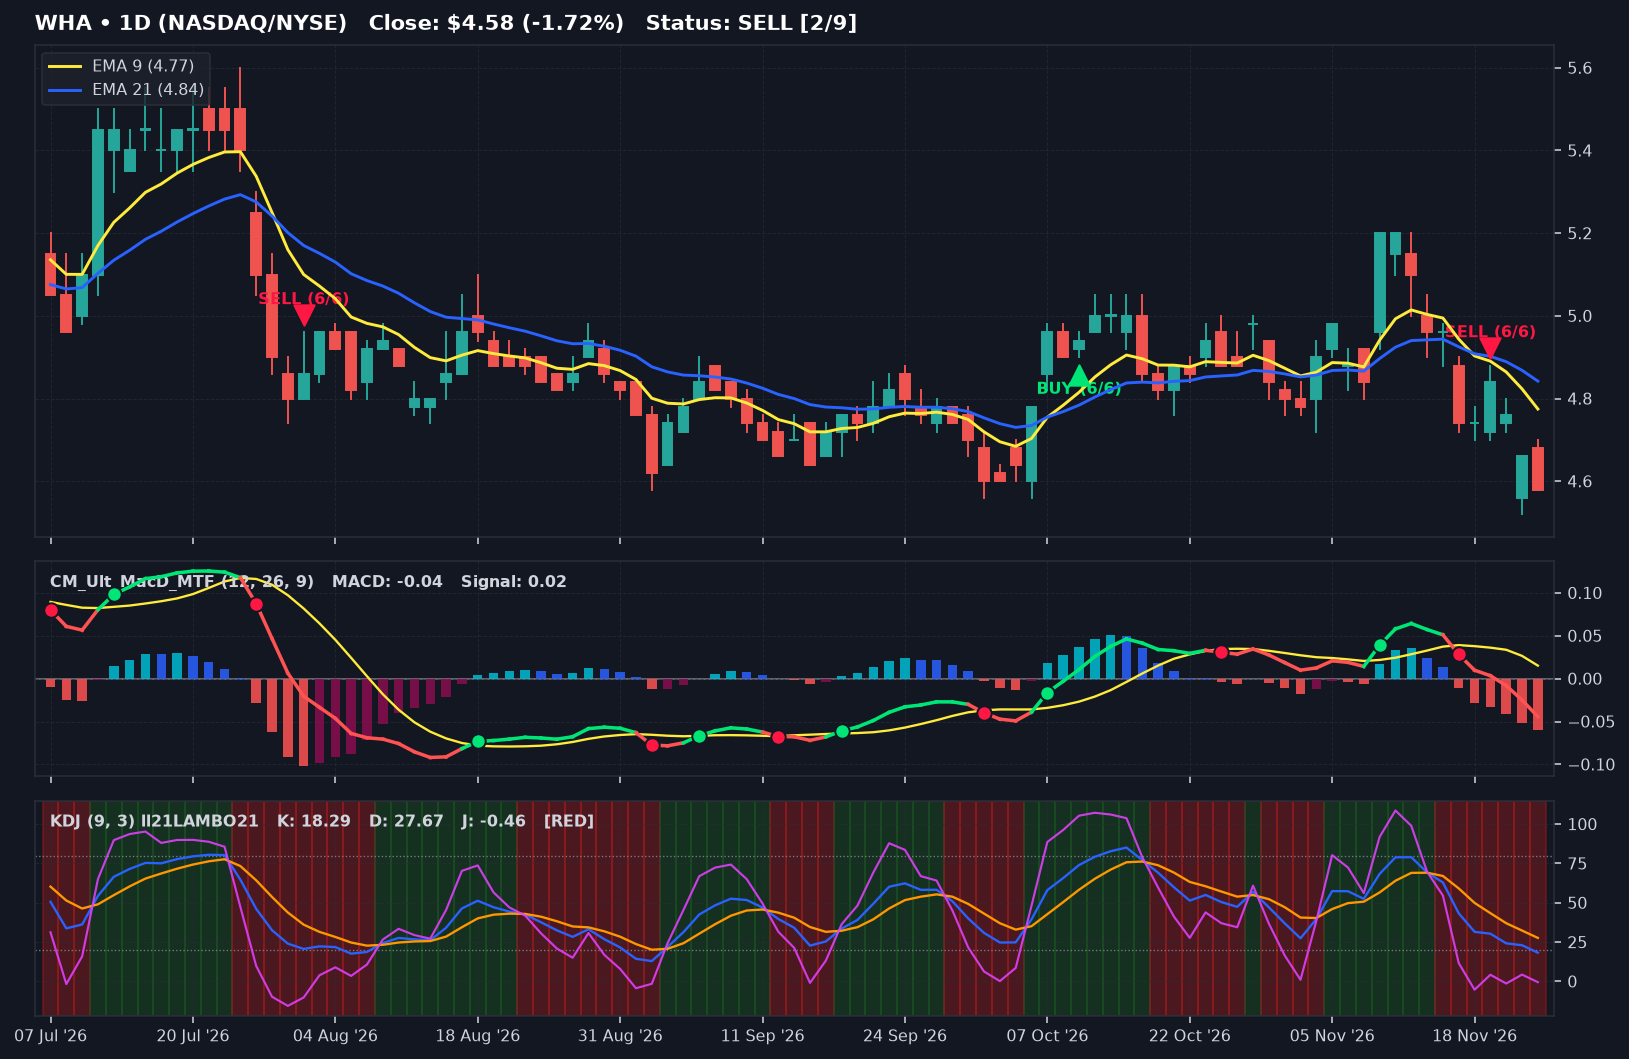 WHA • 1D (NASDAQ/NYSE)   Close: $4.58 (-1.72%)   Status: SELL [2/9]
EMA 9 (4.77)
EMA 21 (4.84)
5.6
5.4
5.2
5.0
4.8
4.6
SELL (6/6)
BUY (6/6)
SELL (6/6)
CM_Ult_MacD_MTF (12, 26, 9)   MACD: -0.04   Signal: 0.02
0.10
0.05
0.00
−0.05
−0.10
KDJ (9, 3) II21LAMBO21   K: 18.29   D: 27.67   J: -0.46   [RED]
100
75
50
25
0
07 Jul '26
20 Jul '26
04 Aug '26
18 Aug '26
31 Aug '26
11 Sep '26
24 Sep '26
07 Oct '26
22 Oct '26
05 Nov '26
18 Nov '26